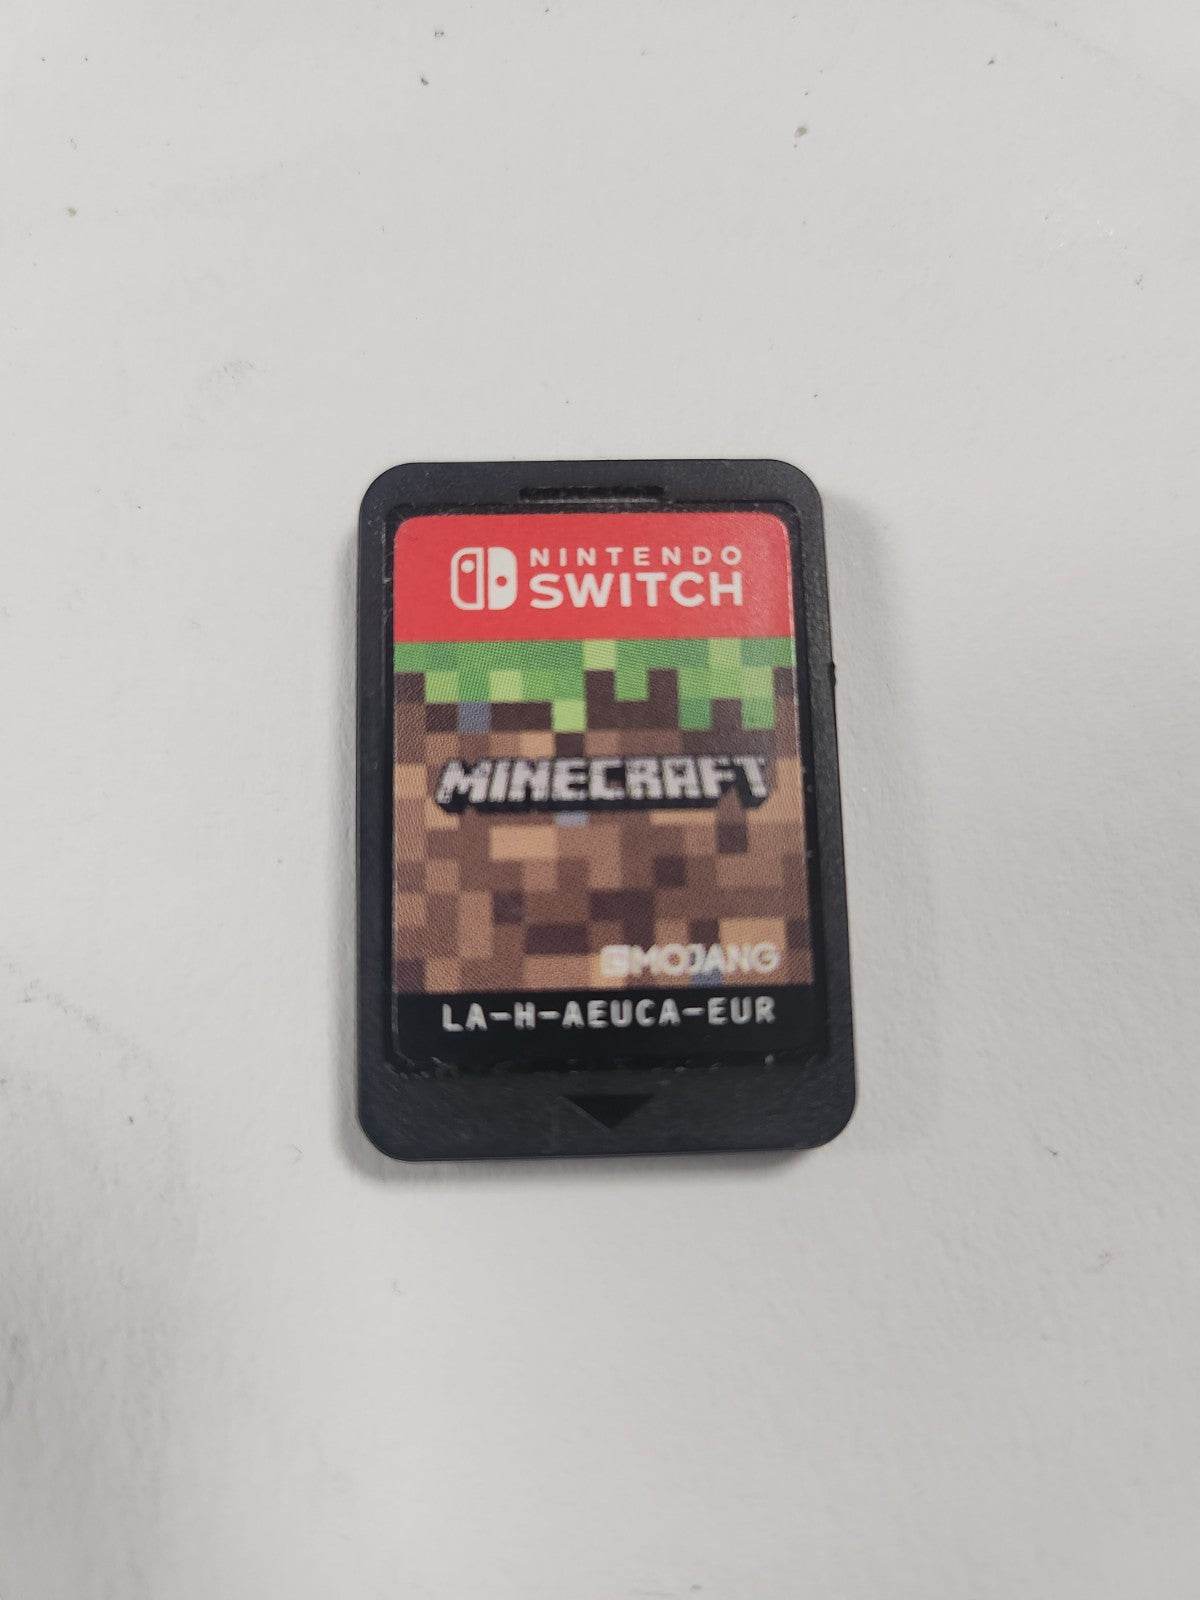 NINTENDO
SWITCH
MINECRAFT
MOJANG
LA-H-AEUCA-EUR